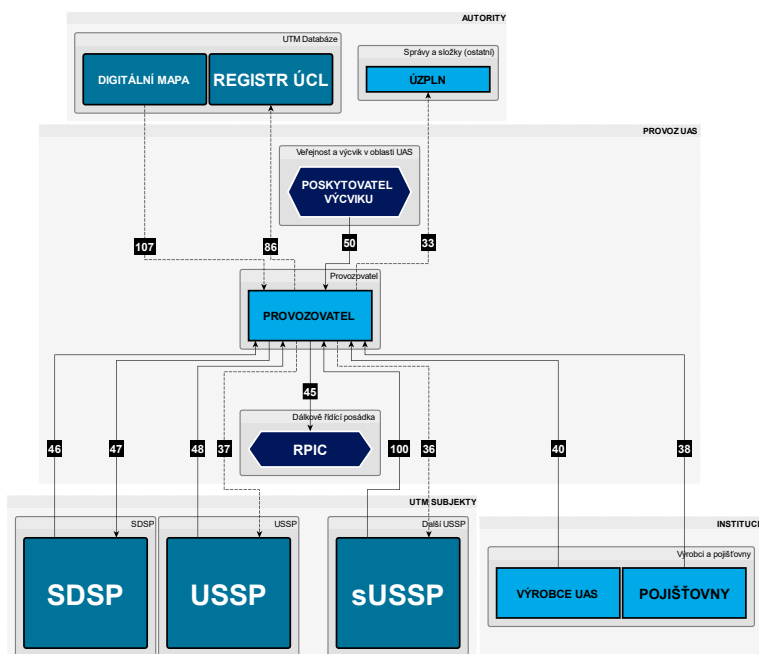 AUTORITY
UTM Databáze
Správy a složky (ostatní)
DIGITÁLNÍ MAPA
REGISTR ÚCL
ÚZPLN
PROVOZ UAS
Veřejnost a výcvik v oblasti UAS
POSKYTOVATEL
VÝCVIKU
107
86
50
33
Provozovatel
PROVOZOVATEL
45
Dálkově řídící posádka
RPIC
46
47
48
37
100
36
40
38
UTM SUBJEKTY
SDSP
USSP
Další USSP
INSTITUCE
Výrobci a pojišťovny
SDSP
USSP
sUSSP
VÝROBCE UAS
POJIŠŤOVNY